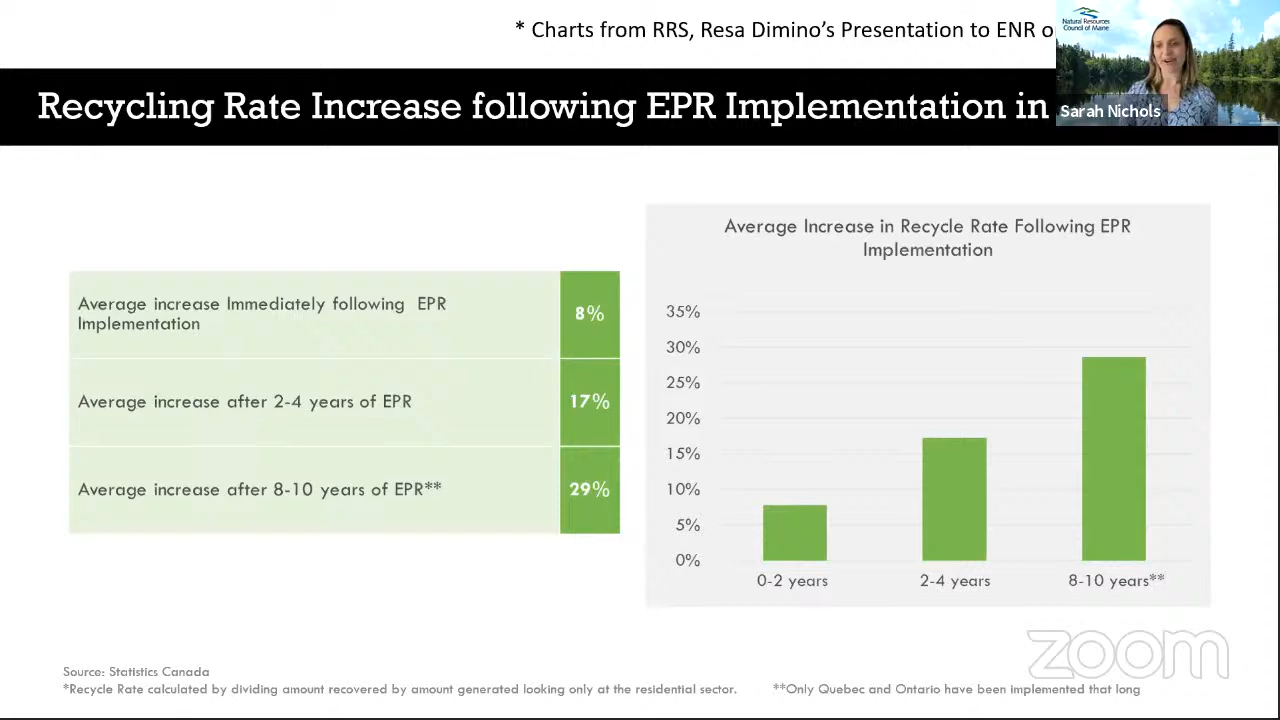 * Charts from RRS, Resa Dimino's Presentation to ENR o
Natural Resources
Council of Maine
Sarah Nichols
Recycling Rate Increase following EPR Implementation in
Average increase Immediately following EPR
Implementation
8%
Average increase after 2-4 years of EPR
17%
Average increase after 8-10 years of EPR**
29%
Average Increase in Recycle Rate Following EPR
Implementation
35%
30%
25%
20%
15%
10%
5%
0%
0-2 years
2-4 years
8-10 years**
zoom
Source: Statistics Canada
*Recycle Rate calculated by dividing amount recovered by amount generated looking only at the residential sector.
**Only Quebec and Ontario have been implemented that long